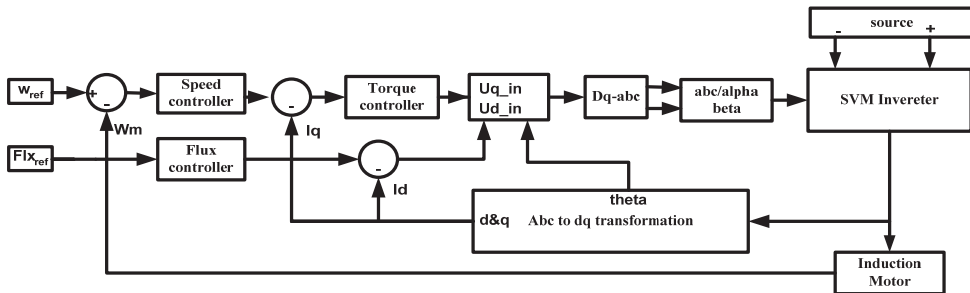 source
- +
w_ref
+
-
Speed
controller
-
Torque
controller
Uq_in
Ud_in
Dq-abc
abc/alpha
beta
SVM Invereter
Wm
Iq
Flx_ref
Flux
controller
-
Id
theta
d&q Abc to dq transformation
Induction
Motor